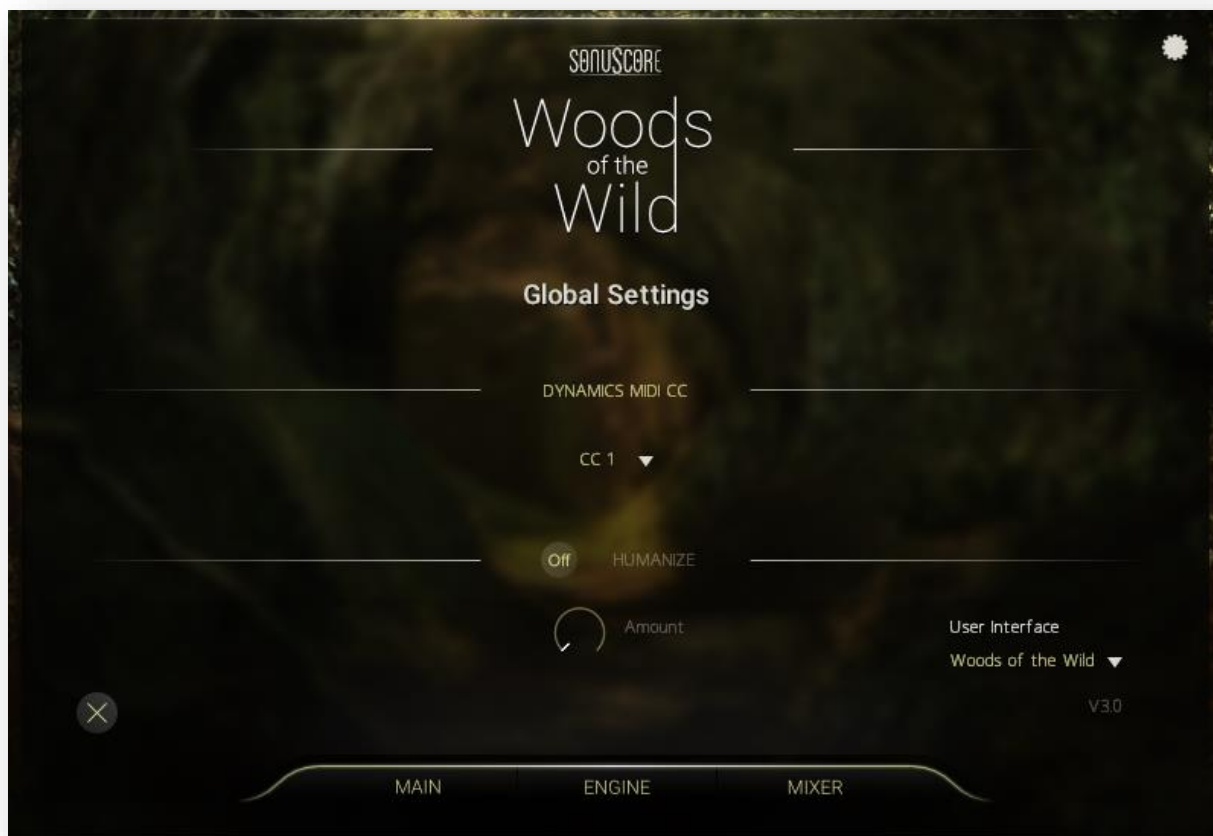 SONUSCORE
Woods
of the
Wild
Global Settings
DYNAMICS MIDI CC
CC 1
Off HUMANIZE
Amount
User Interface
Woods of the Wild
V3.0
MAIN ENGINE MIXER